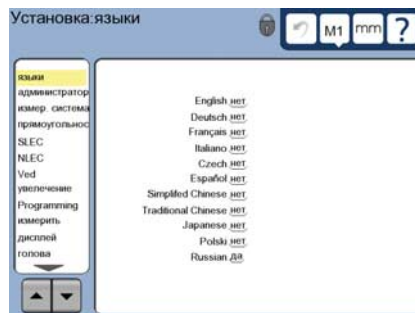 Установка:языки
M1 mm ?
языки
администратор
измер. система
прямоугольнос
SLEC
NLEC
Ved
увелечение
Programming
измерить
дисплей
голова
English нет
Deutsch нет
Français нет
Italiano нет
Czech нет
Español нет
Simplifed Chinese нет
Traditional Chinese нет
Japanese нет
Polski нет
Russian да